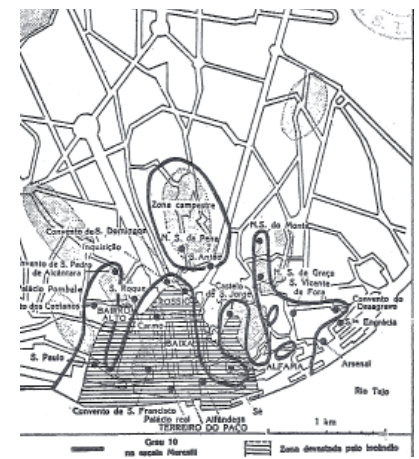 Zona campestre
Convento de S. Domingos
Inquirição
N. S. da Pena
S. Antão
N.S. do Monte
N. S. da Graça
S. Vicente
de Fora
Convento de S. Pedro
de Alcântara
Palácio Pombal
S. Roque
ROSSIO
Castelo
de S. Jorge
Convento do
Desagravo
Sta Engrácia
dos Caetanos
BAIRRO
ALTO
Carmo
BAIXA
S. Paulo
ALFAMA
Arsenal
Rio Tejo
Convento de S. Francisco
Sé
Palácio real
Alfândega
TERREIRO DO PAÇO
1 km
Grau 10
na escala Mercalli
Zona devastada pelo incêndio